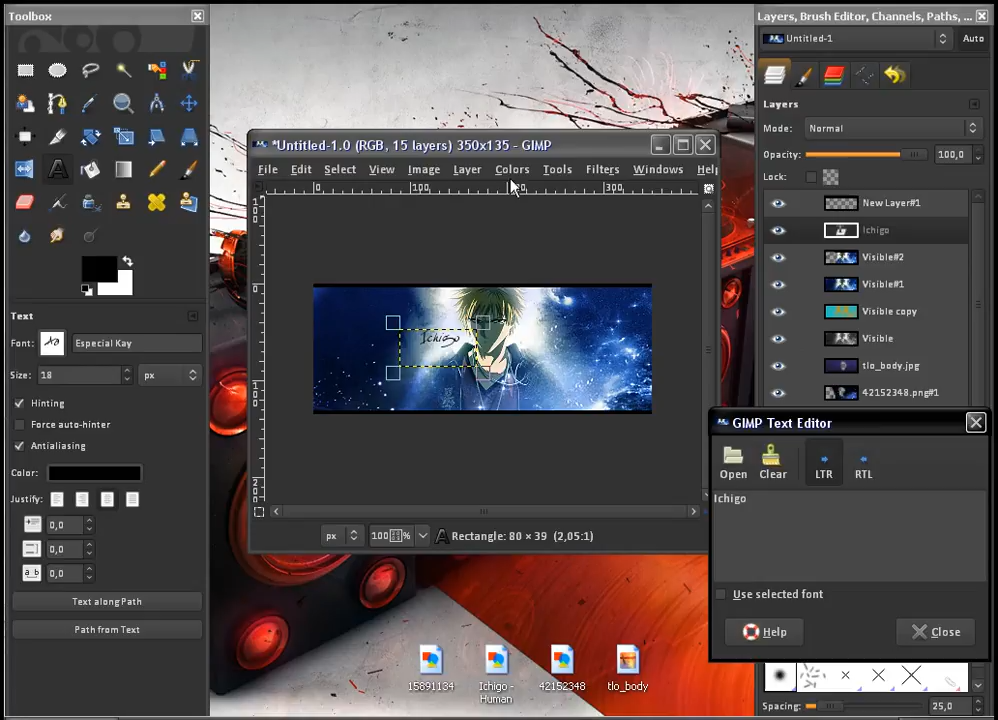 Toolbox
Text
Font:
Especial Kay
Size:
18
px
Hinting
Force auto-hinter
Antialiasing
Color:
Justify:
0,0
0,0
0,0
Text along Path
Path from Text
*Untitled-1.0 (RGB, 15 layers) 350x135 - GIMP
File Edit Select View Image Layer Colors Tools Filters Windows Help
0 100 200 300
Ichigo
px
100%
Rectangle: 80 × 39 (2,05:1)
15891134
Ichigo - Human
42152348
tlo_body
Layers, Brush Editor, Channels, Paths, ...
Untitled-1
Auto
Layers
Mode:
Normal
Opacity:
100,0
Lock:
New Layer#1
Ichigo
Visible#2
Visible#1
Visible copy
Visible
tlo_body.jpg
42152348.png#1
GIMP Text Editor
Open
Clear
LTR
RTL
Ichigo
Use selected font
Help
Close
Spacing:
25,0